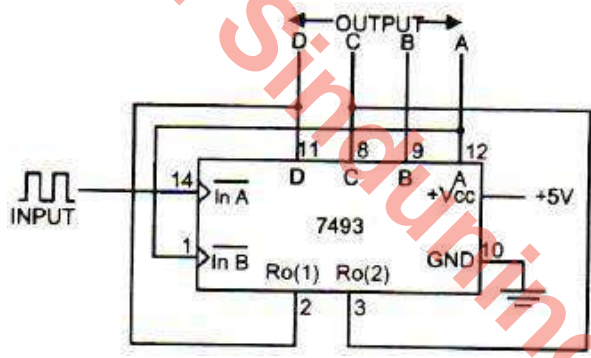 OUTPUT
D C B A
11 8 9 12
D C B A
14 In A +Vcc +5V
INPUT
7493
1 In B GND 10
Ro(1) Ro(2)
2 3
Sindumin